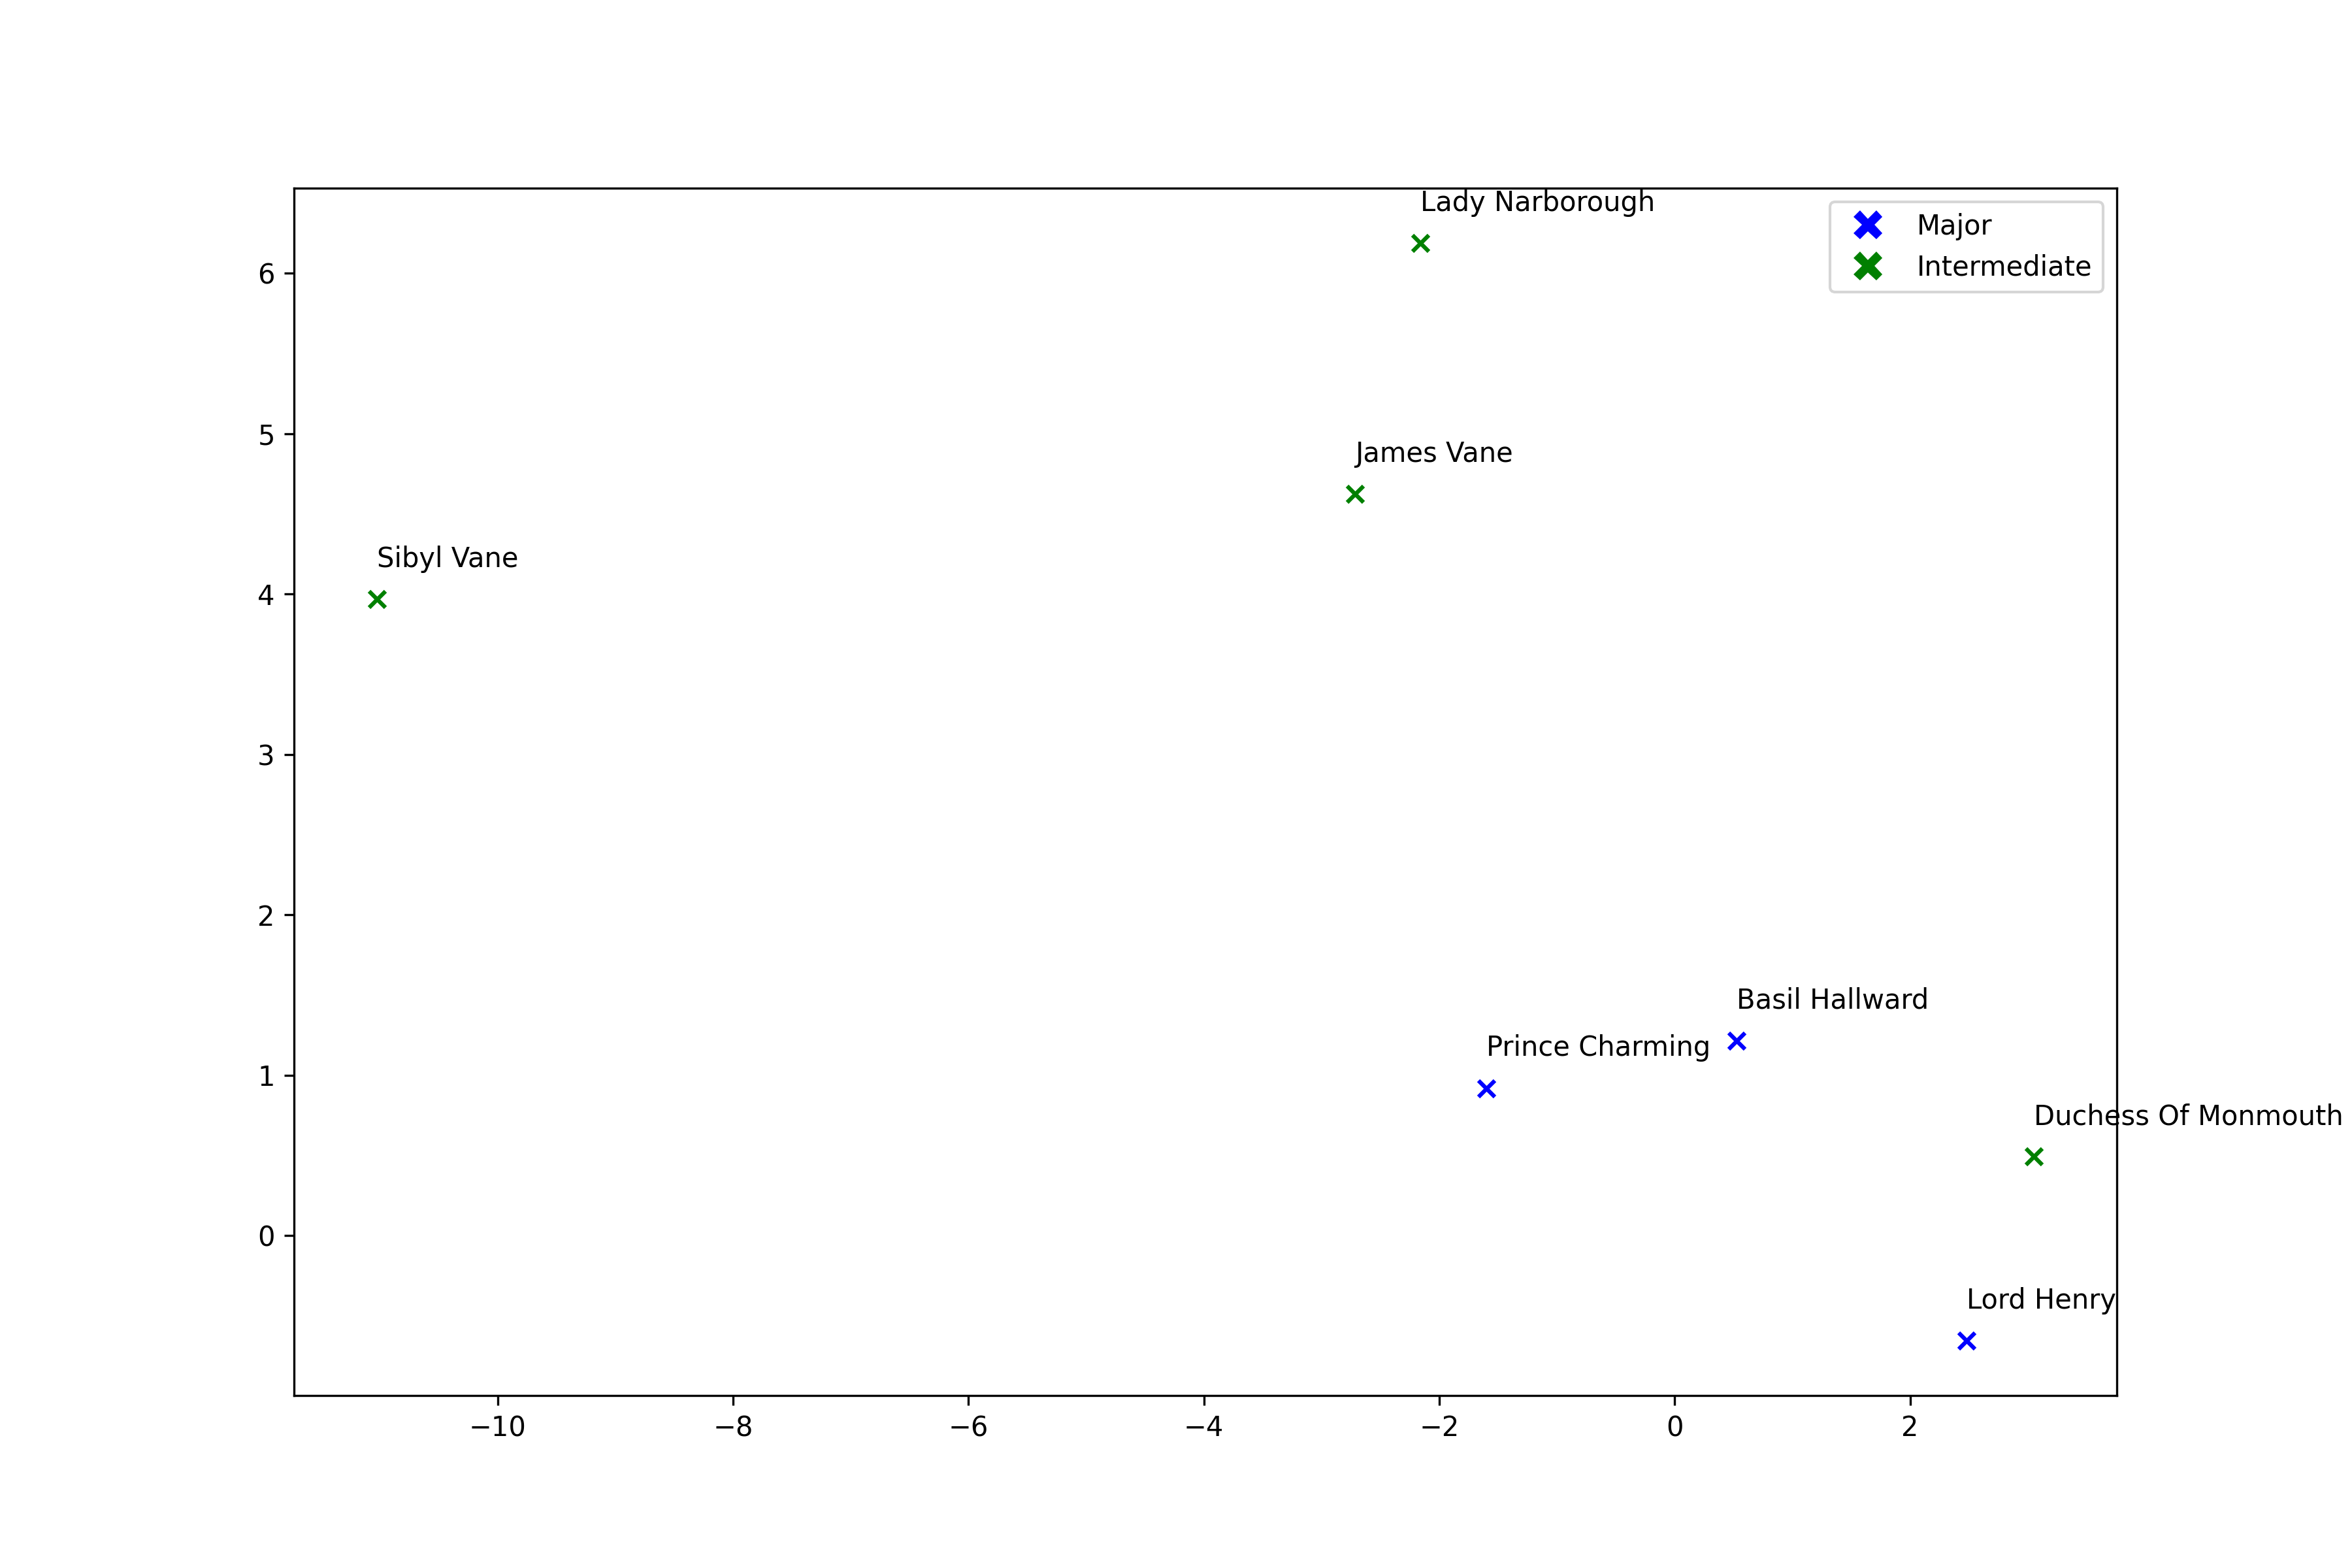 Lady Narborough
Major
Intermediate
6
5
James Vane
Sibyl Vane
4
3
2
Basil Hallward
Prince Charming
1
Duchess Of Monmouth
0
Lord Henry
−10 −8 −6 −4 −2 0 2